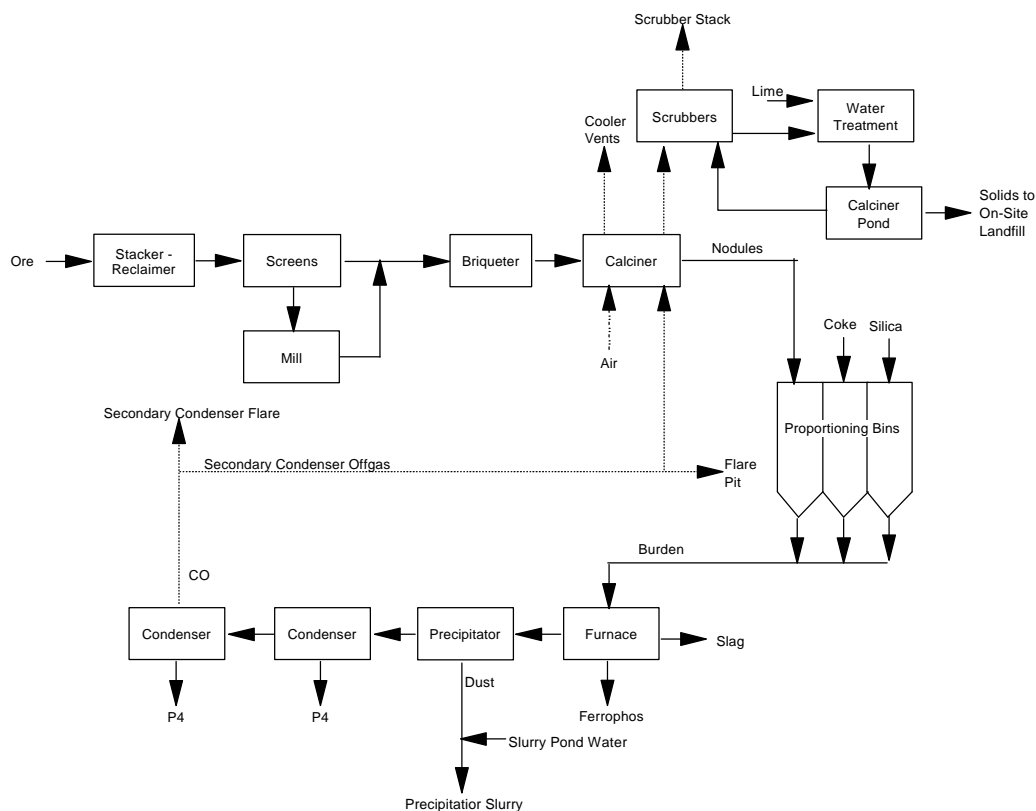 Scrubber Stack
Lime
Cooler
Vents
Scrubbers
Water
Treatment
Calciner
Pond
Solids to
On-Site
Landfill
Ore
Stacker -
Reclaimer
Screens
Briqueter
Calciner
Nodules
Mill
Air
Coke
Silica
Secondary Condenser Flare
Proportioning Bins
Secondary Condenser Offgas
Flare
Pit
Burden
CO
Condenser
Condenser
Precipitator
Furnace
Slag
Dust
P4
P4
Ferrophos
Slurry Pond Water
Precipitatior Slurry